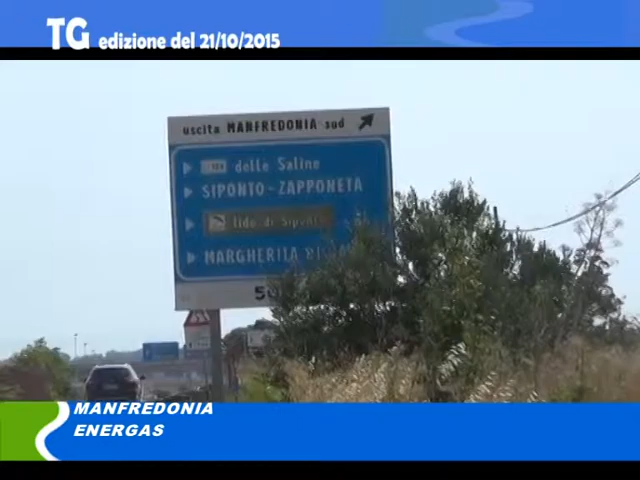 TG edizione del 21/10/2015
uscita MANFREDONIA sud
delle Saline
SIPONTO-ZAPPONETA
lido di Siponto
MARGHERITA
MANFREDONIA
ENERGAS